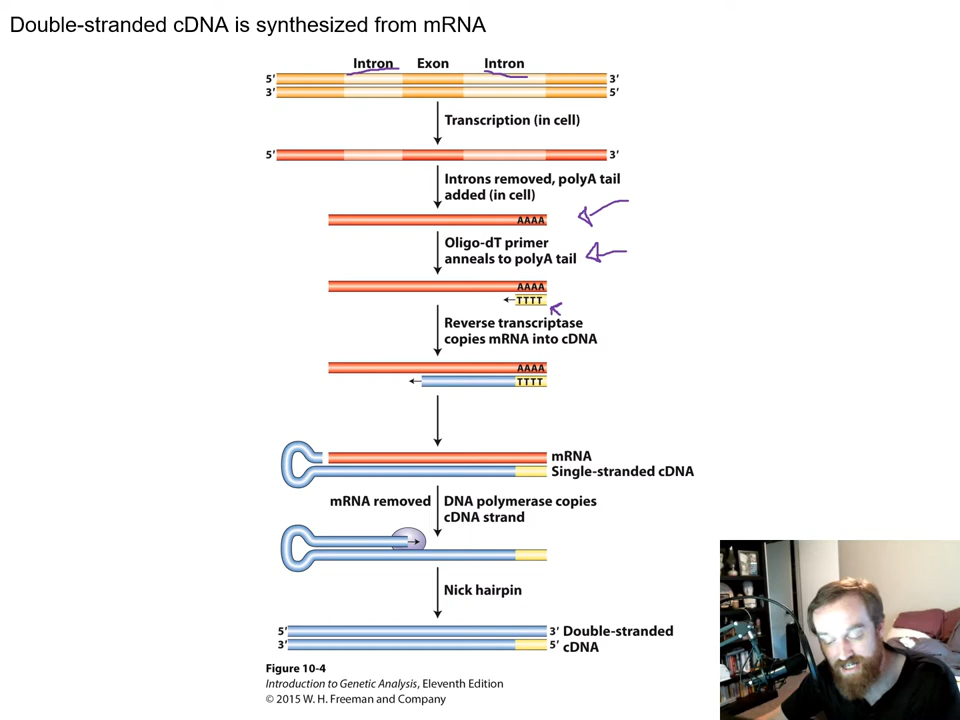 Double-stranded cDNA is synthesized from mRNA
Intron Exon Intron
5′ 3′
3′ 5′
Transcription (in cell)
5′ 3′
Introns removed, polyA tail
added (in cell)
AAAA
Oligo-dT primer
anneals to polyA tail
AAAA
TTTT
Reverse transcriptase
copies mRNA into cDNA
AAAA
TTTT
mRNA
Single-stranded cDNA
mRNA removed DNA polymerase copies
cDNA strand
Nick hairpin
5′ 3′ Double-stranded
3′ 5′ cDNA
Figure 10-4
Introduction to Genetic Analysis, Eleventh Edition
© 2015 W. H. Freeman and Company